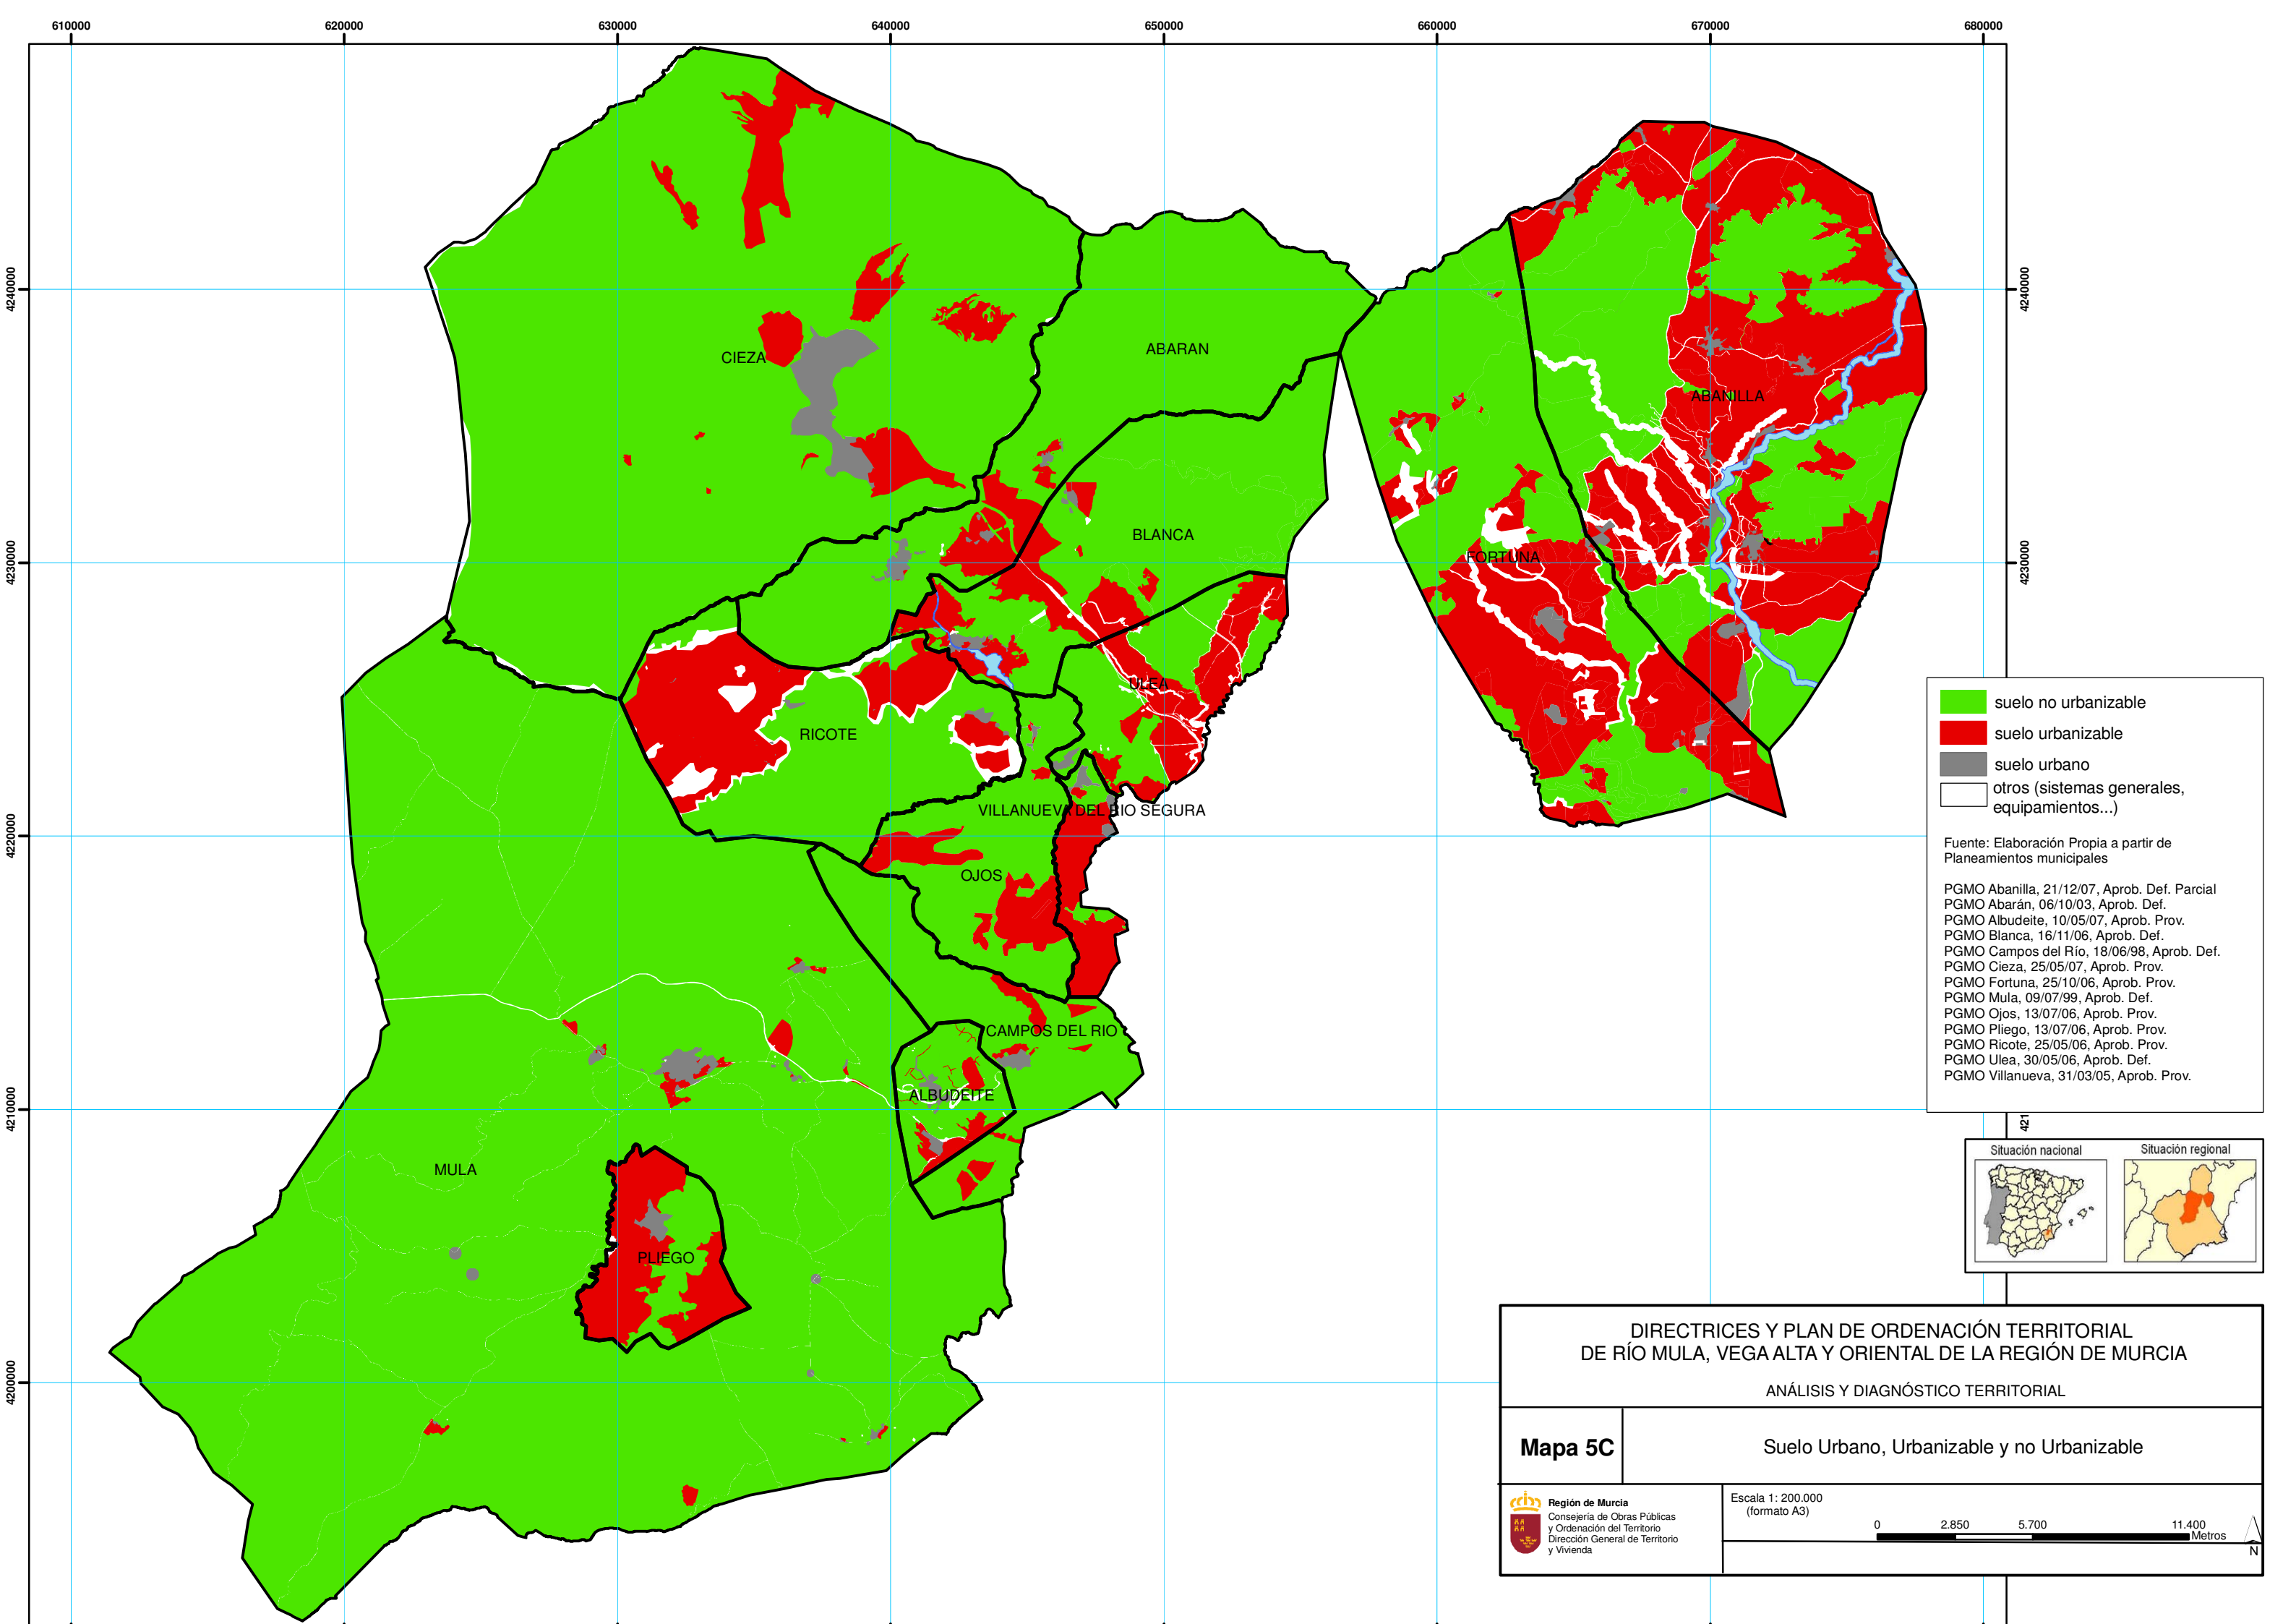 610000 620000 630000 640000 650000 660000 670000 680000
4240000 4240000
CIEZA
ABARAN
ABANILLA
BLANCA
4230000 4230000
FORTUNA
ULEA
RICOTE
VILLANUEVA DEL RIO SEGURA
4220000
OJOS
CAMPOS DEL RIO
ALBUDEITE
4210000 421
MULA
PLIEGO
4200000
suelo no urbanizable
suelo urbanizable
suelo urbano
otros (sistemas generales,
equipamientos...)
Fuente: Elaboración Propia a partir de
Planeamientos municipales
PGMO Abanilla, 21/12/07, Aprob. Def. Parcial
PGMO Abarán, 06/10/03, Aprob. Def.
PGMO Albudeite, 10/05/07, Aprob. Prov.
PGMO Blanca, 16/11/06, Aprob. Def.
PGMO Campos del Río, 18/06/98, Aprob. Def.
PGMO Cieza, 25/05/07, Aprob. Prov.
PGMO Fortuna, 25/10/06, Aprob. Prov.
PGMO Mula, 09/07/99, Aprob. Def.
PGMO Ojos, 13/07/06, Aprob. Prov.
PGMO Pliego, 13/07/06, Aprob. Prov.
PGMO Ricote, 25/05/06, Aprob. Prov.
PGMO Ulea, 30/05/06, Aprob. Def.
PGMO Villanueva, 31/03/05, Aprob. Prov.
Situación nacional Situación regional
DIRECTRICES Y PLAN DE ORDENACIÓN TERRITORIAL
DE RÍO MULA, VEGA ALTA Y ORIENTAL DE LA REGIÓN DE MURCIA
ANÁLISIS Y DIAGNÓSTICO TERRITORIAL
Mapa 5C Suelo Urbano, Urbanizable y no Urbanizable
Región de Murcia
Consejería de Obras Públicas
y Ordenación del Territorio
Dirección General de Territorio
y Vivienda
Escala 1: 200.000
(formato A3)
0 2.850 5.700 11.400
Metros
N